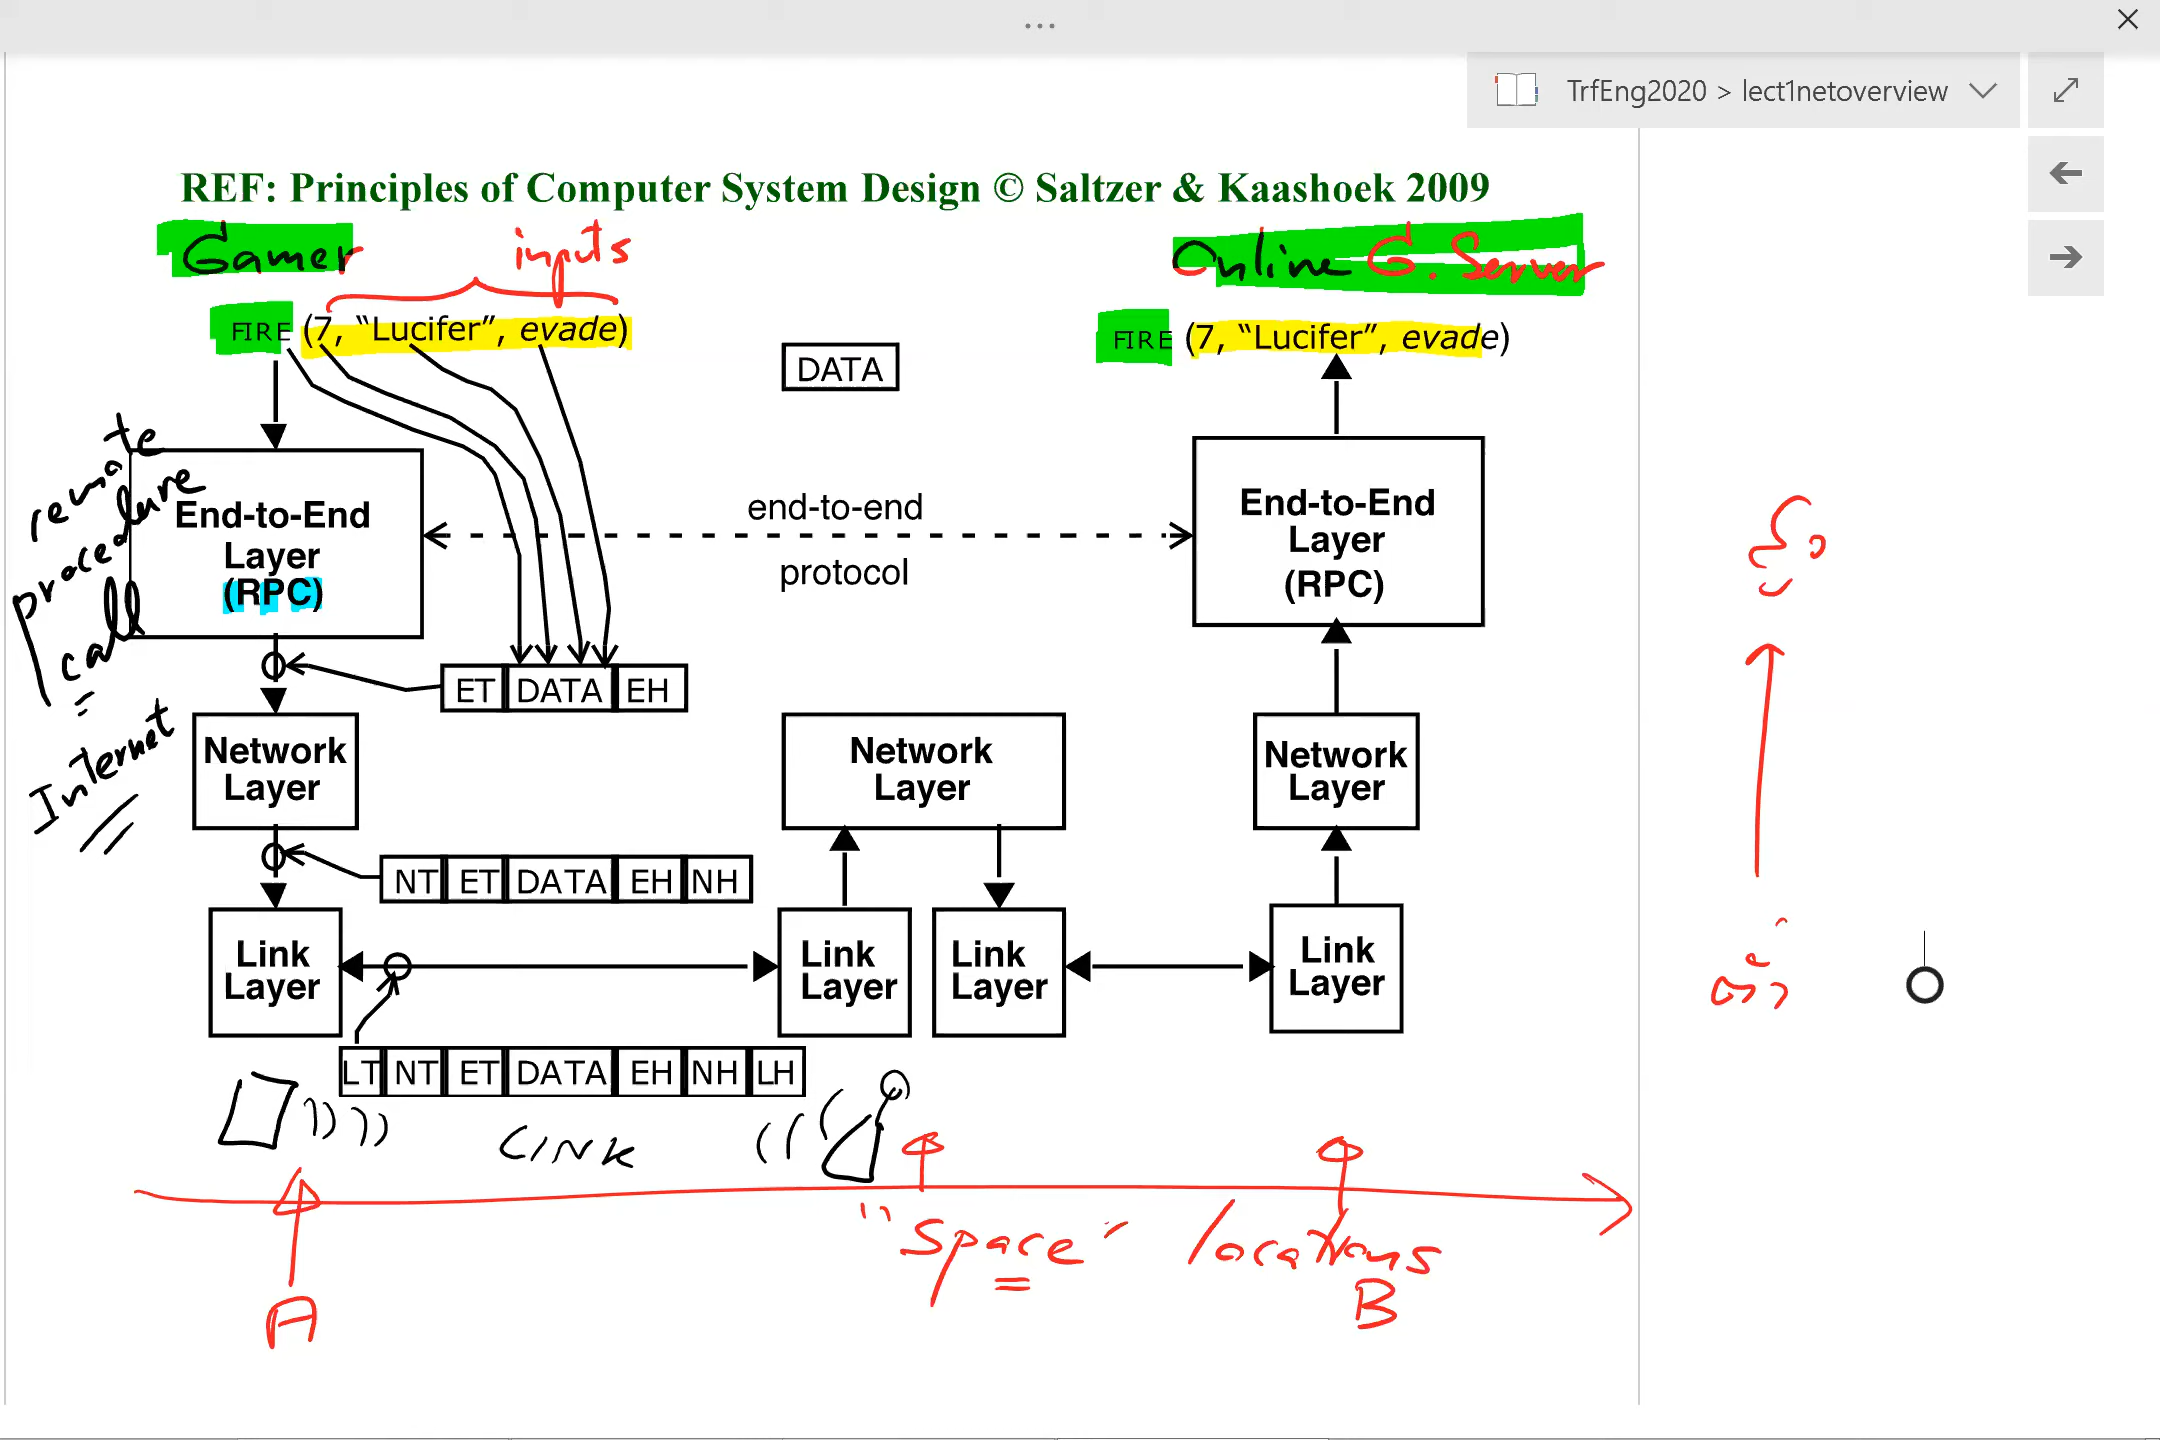 TrfEng2020 > lect1netoverview
REF: Principles of Computer System Design © Saltzer & Kaashoek 2009
Gamer
inputs
Online G. Server
FIRE (7, “Lucifer”, evade)
FIRE (7, “Lucifer”, evade)
DATA
remote
procedure
call
End-to-End
Layer
(RPC)
end-to-end
protocol
End-to-End
Layer
(RPC)
ET DATA EH
Internet
Network
Layer
Network
Layer
Network
Layer
NT ET DATA EH NH
Link
Layer
Link
Layer
Link
Layer
Link
Layer
LT NT ET DATA EH NH LH
LINK
"Space" locations
A
B